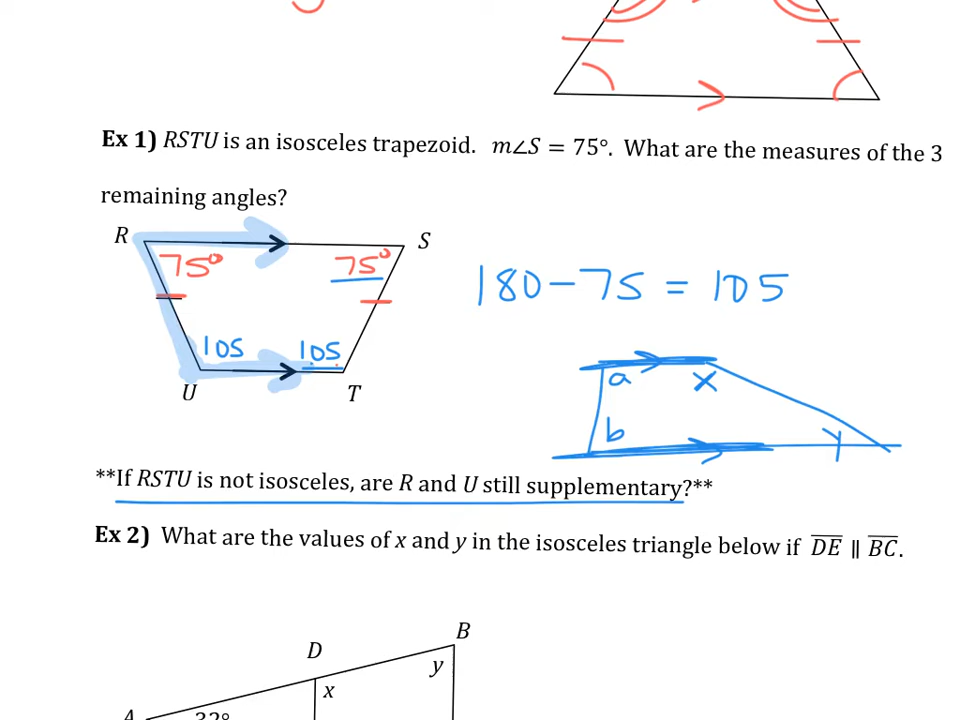 Ex 1) RSTU is an isosceles trapezoid. m∠S = 75°. What are the measures of the 3
remaining angles?
R
S
75°
75°
180-75 = 105
105
105
U
T
a
x
b
y
**If RSTU is not isosceles, are R and U still supplementary?**
Ex 2) What are the values of x and y in the isosceles triangle below if DE ∥ BC.
B
D
y
x
A
32°